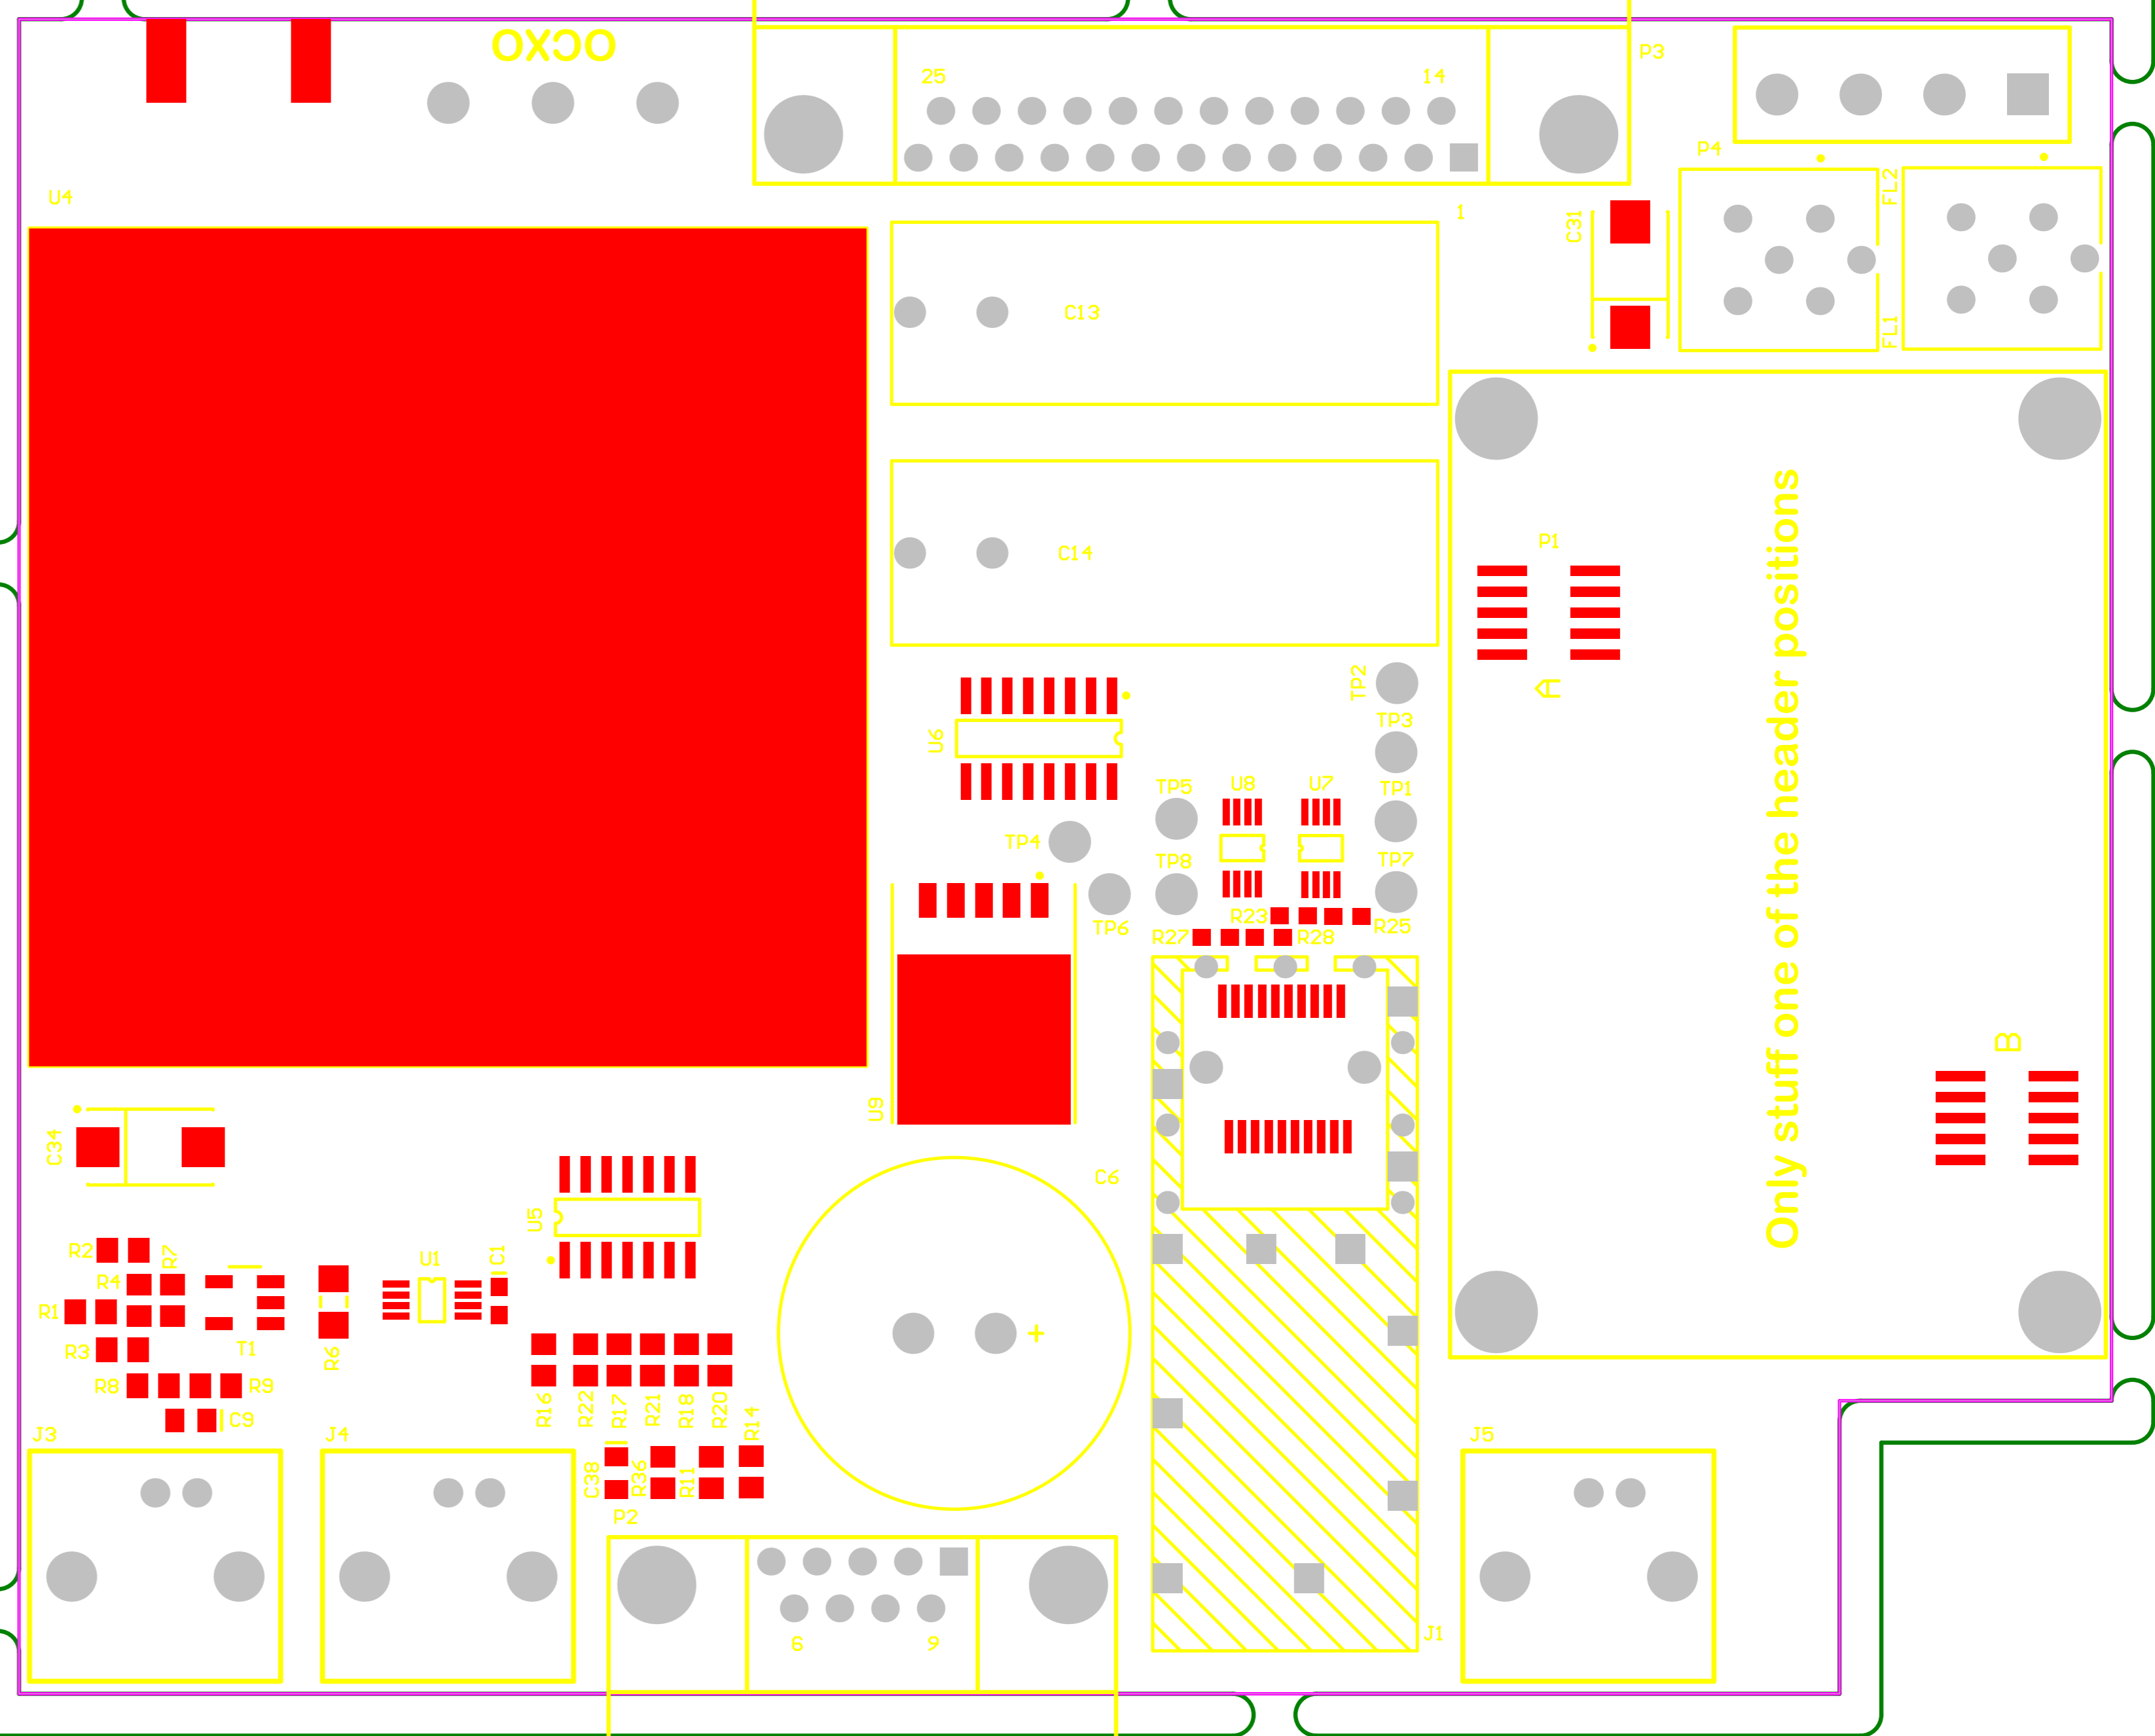 OCXO
P3
25
14
P4
FL2
U4
1
C31
C13
FL1
P1
C14
TP2
A
TP3
U6
TP5
U8
U7
TP1
TP4
TP8
TP7
Only stuff one of the header positions
R23
R25
TP6
R27
R28
B
U9
C34
C6
U5
R2
R7
U1
C1
R4
R1
R3
T1
R6
+
R8
R9
C9
R16
R22
R17
R21
R18
R20
R14
J3
J4
J5
C38
R36
R11
P2
6
9
J1